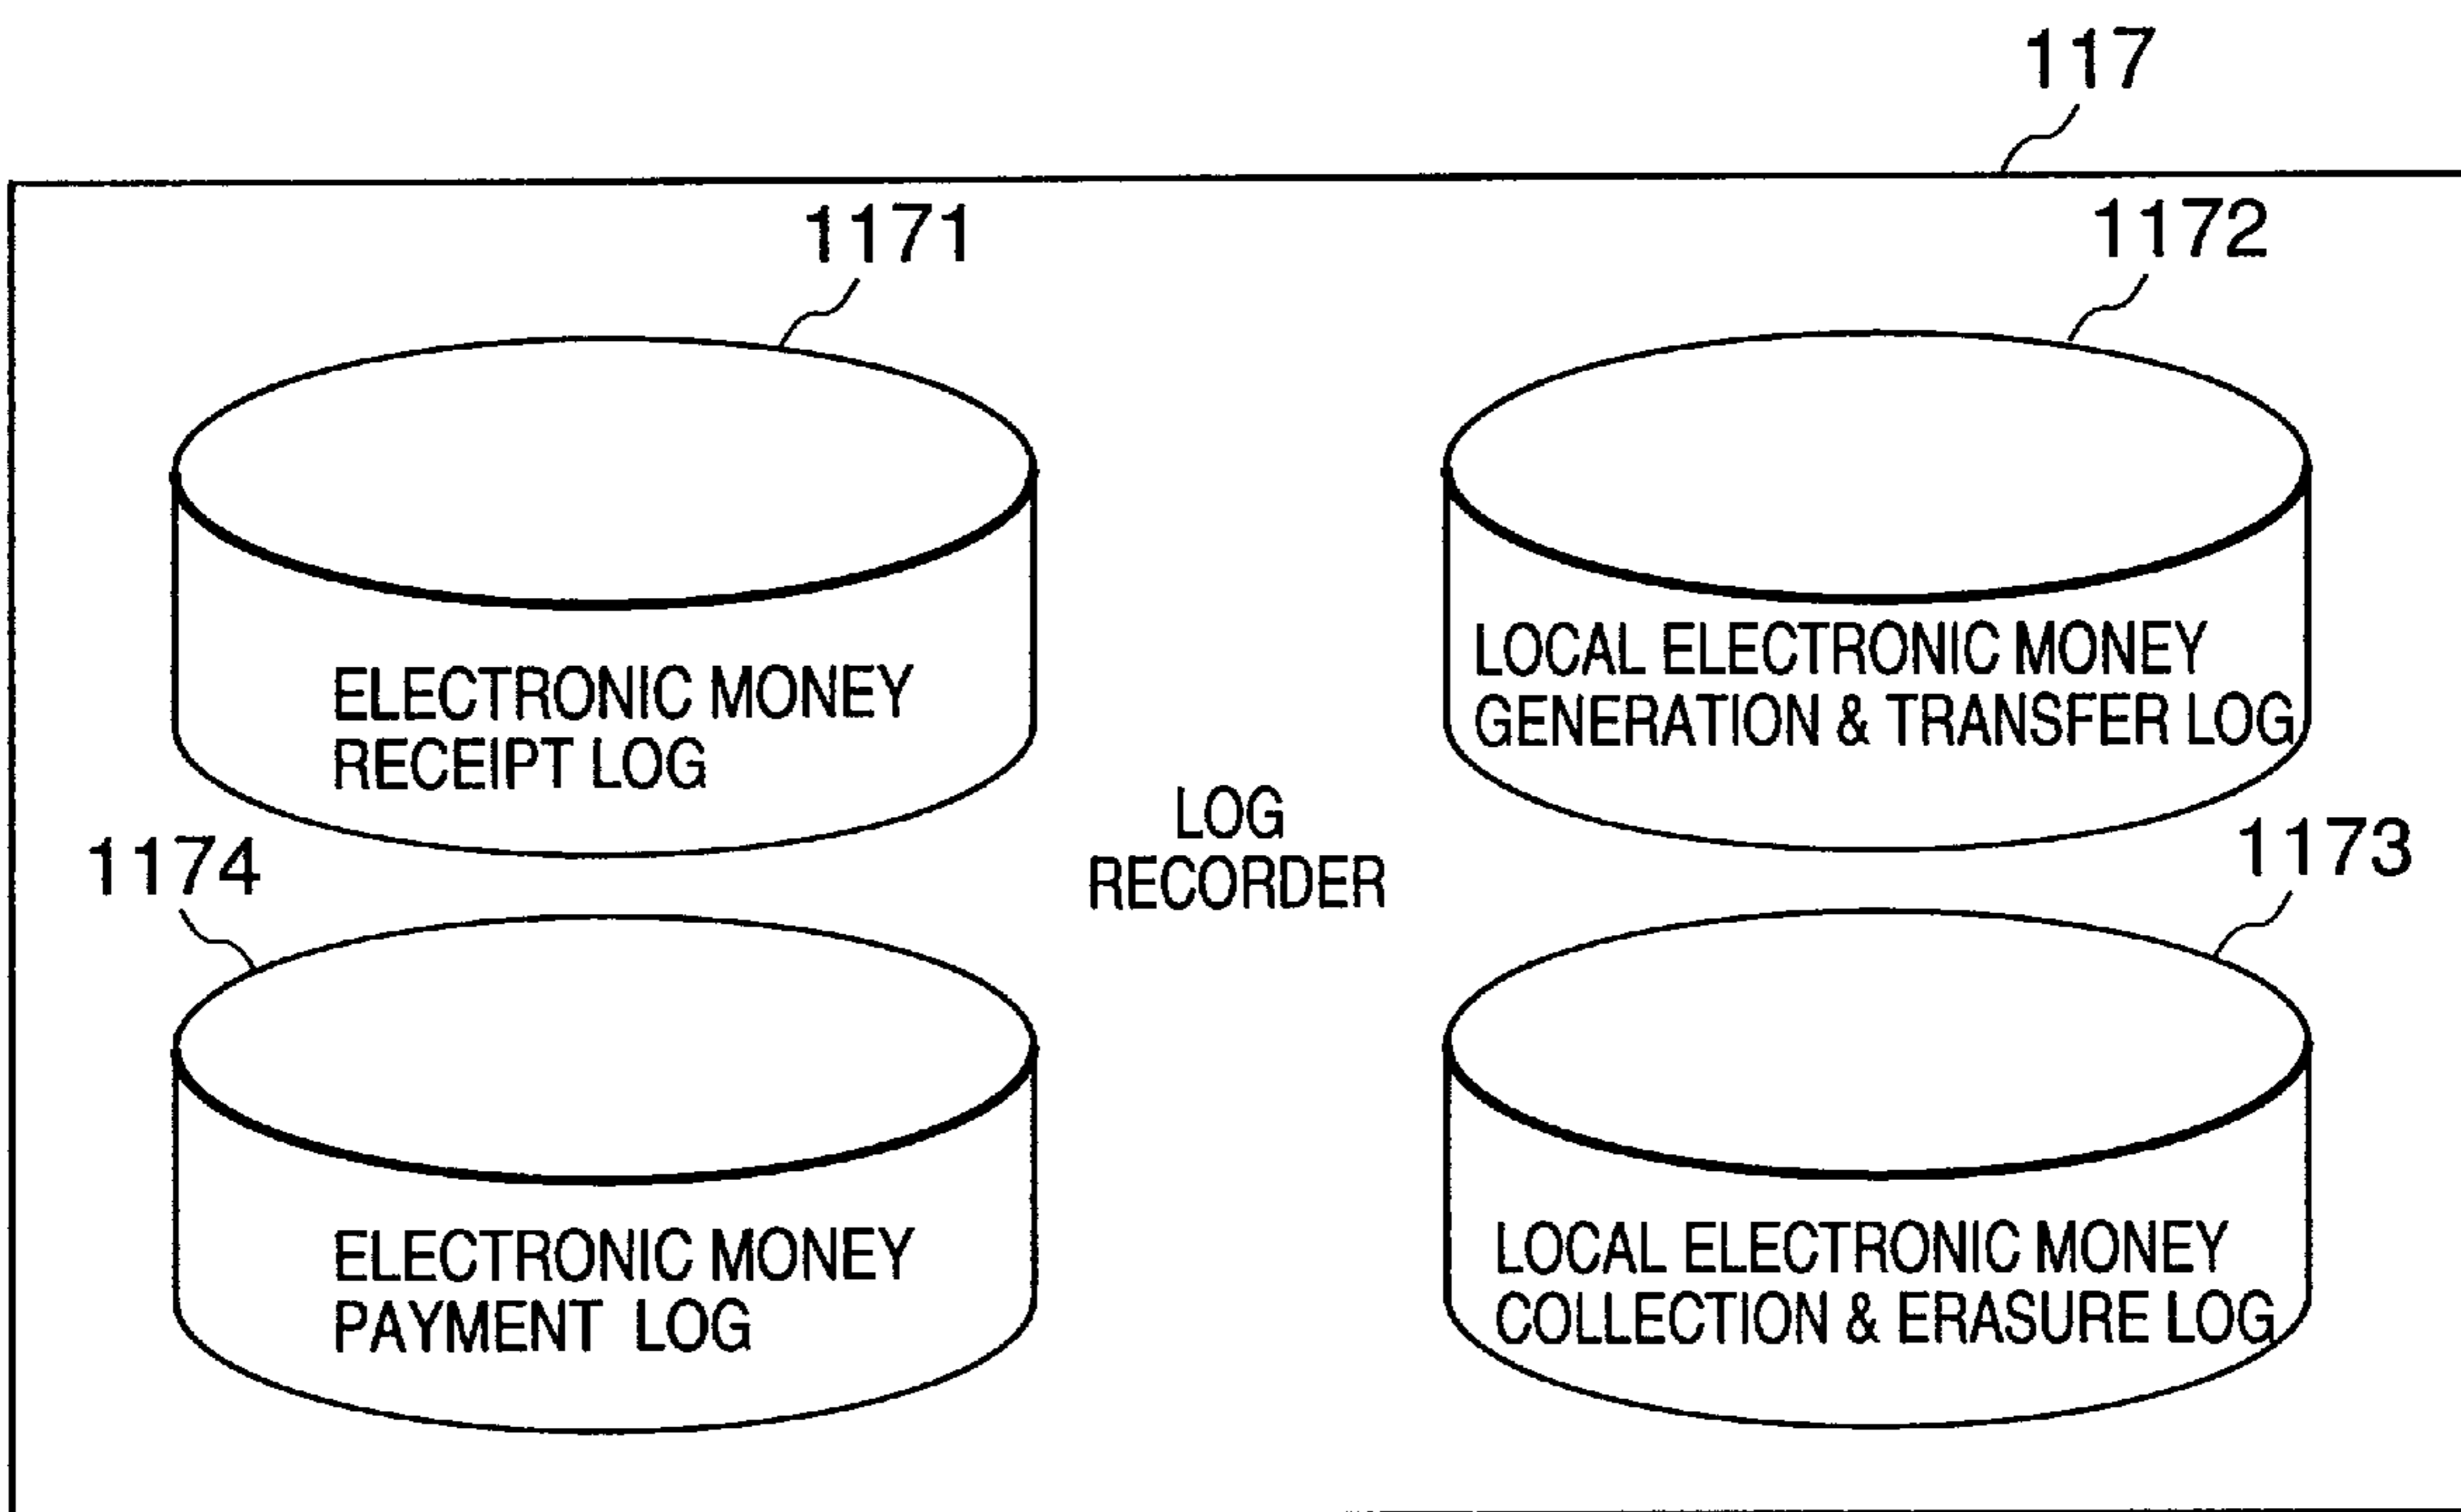 117
1171
1172
ELECTRONIC MONEY
RECEIPT LOG
LOCAL ELECTRONIC MONEY
GENERATION & TRANSFER LOG
LOG
RECORDER
1174
1173
ELECTRONIC MONEY
PAYMENT LOG
LOCAL ELECTRONIC MONEY
COLLECTION & ERASURE LOG